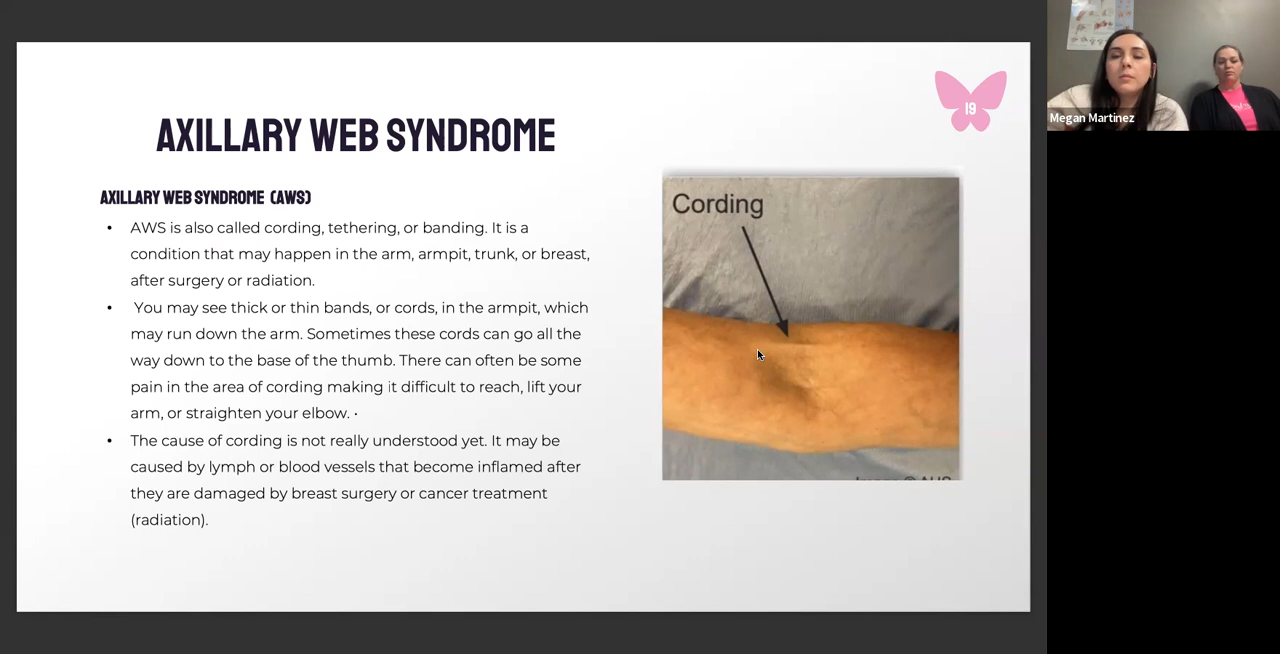 19
AXILLARY WEB SYNDROME
AXILLARY WEB SYNDROME (AWS)
• AWS is also called cording, tethering, or banding. It is a
condition that may happen in the arm, armpit, trunk, or breast,
after surgery or radiation.
• You may see thick or thin bands, or cords, in the armpit, which
may run down the arm. Sometimes these cords can go all the
way down to the base of the thumb. There can often be some
pain in the area of cording making it difficult to reach, lift your
arm, or straighten your elbow. •
• The cause of cording is not really understood yet. It may be
caused by lymph or blood vessels that become inflamed after
they are damaged by breast surgery or cancer treatment
(radiation).
Cording
Megan Martinez